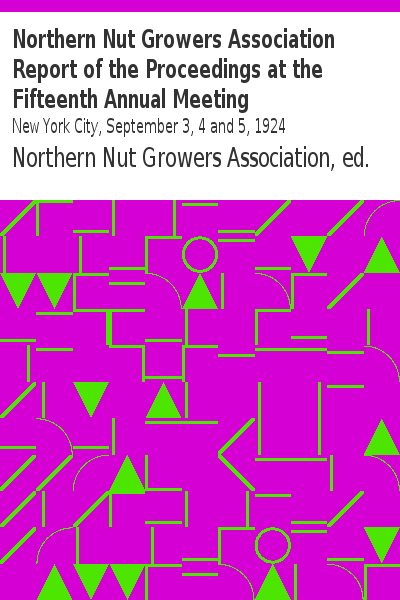 Northern Nut Growers Association
Report of the Proceedings at the
Fifteenth Annual Meeting
New York City, September 3, 4 and 5, 1924
Northern Nut Growers Association, ed.